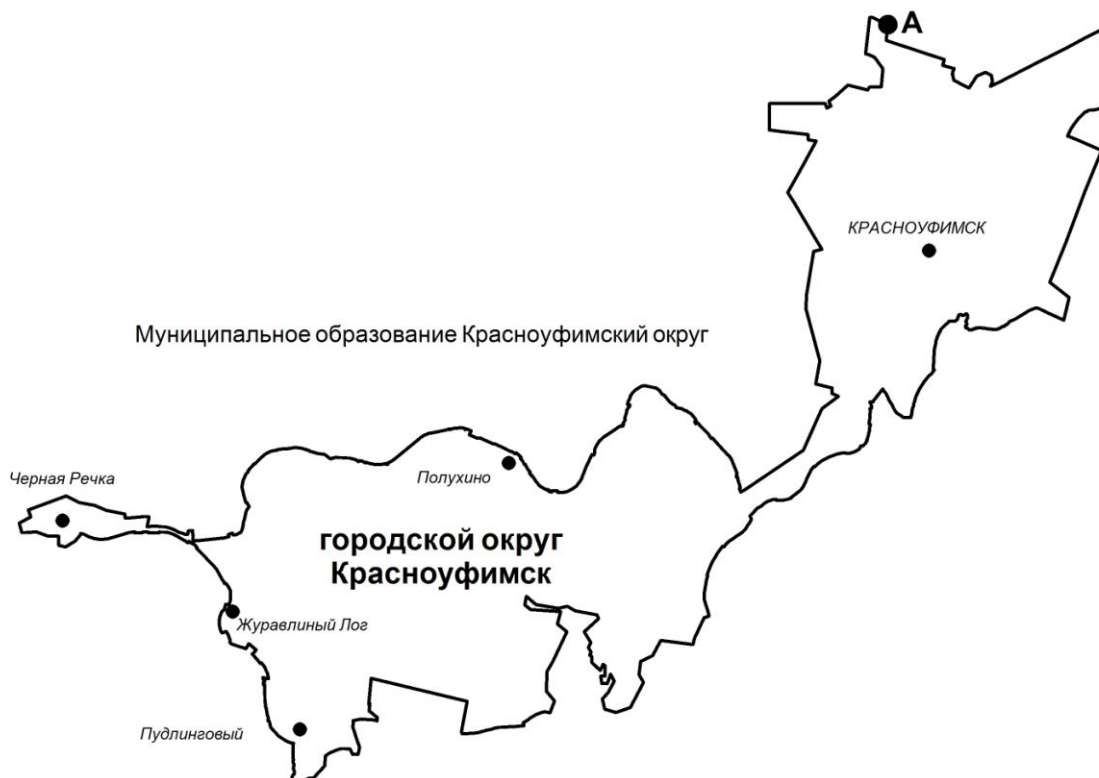 А
КРАСНОУФИМСК
Муниципальное образование Красноуфимский округ
Полухино
Черная Речка
городской округ
Красноуфимск
Журавлиный Лог
Пудлинговый